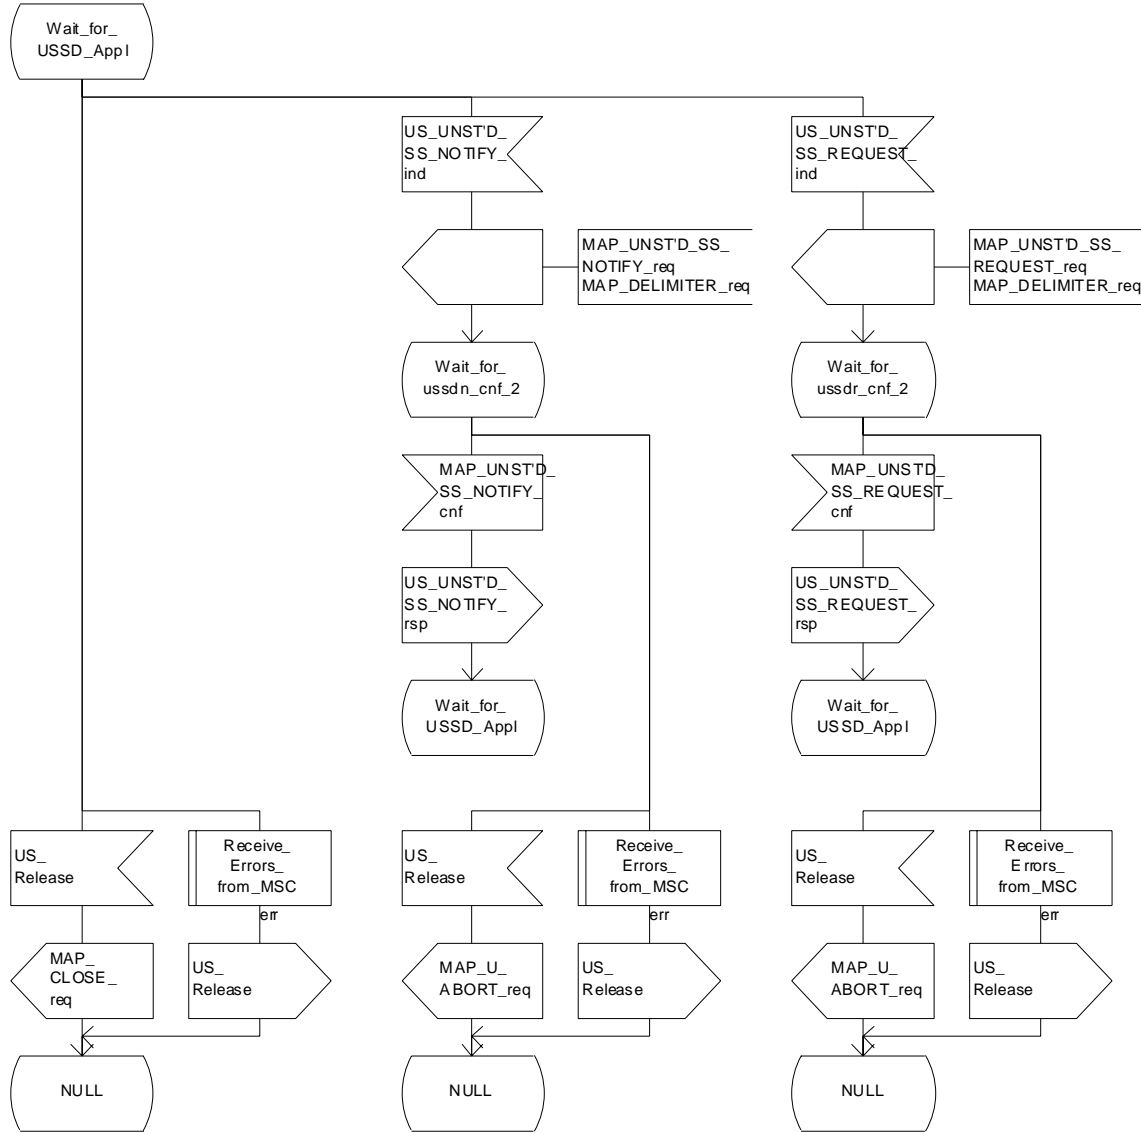 Wait_for_
USSD_Appl
US_UNST'D_
SS_NOTIFY_
ind
US_UNST'D_
SS_REQUEST_
ind
MAP_UNST'D_SS_
NOTIFY_req
MAP_DELIMITER_req
MAP_UNST'D_SS_
REQUEST_req
MAP_DELIMITER_req
Wait_for_
ussdn_cnf_2
Wait_for_
ussdr_cnf_2
MAP_UNST'D_
SS_NOTIFY_
cnf
MAP_UNST'D_
SS_REQUEST_
cnf
US_UNST'D_
SS_NOTIFY_
rsp
US_UNST'D_
SS_REQUEST_
rsp
Wait_for_
USSD_Appl
Wait_for_
USSD_Appl
US_
Release
Receive_
Errors_
from_MSC
err
US_
Release
Receive_
Errors_
from_MSC
err
US_
Release
Receive_
Errors_
from_MSC
err
MAP_
CLOSE_
req
US_
Release
MAP_U_
ABORT_req
US_
Release
MAP_U_
ABORT_req
US_
Release
NULL
NULL
NULL